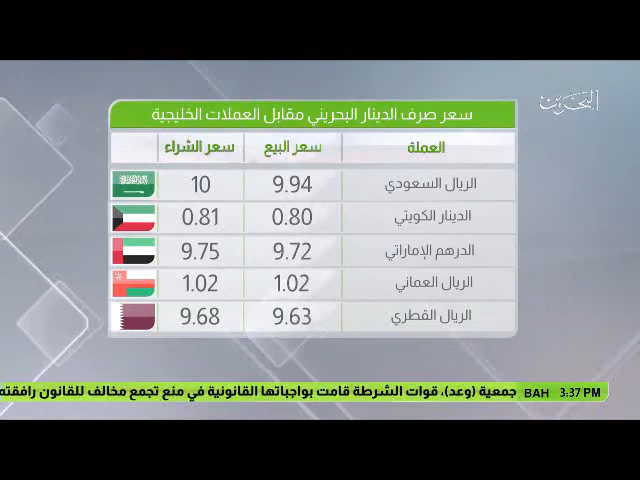 البحرين
سعر صرف الدينار البحريني مقابل العملات الخليجية
العملة سعر البيع سعر الشراء
الريال السعودي 9.94 10
الدينار الكويتي 0.80 0.81
الدرهم الإماراتي 9.72 9.75
الريال العماني 1.02 1.02
الريال القطري 9.63 9.68
3:37 PM BAH جمعية (وعد)، قوات الشرطة قامت بواجباتها القانونية في منع تجمع مخالف للقانون رافقته